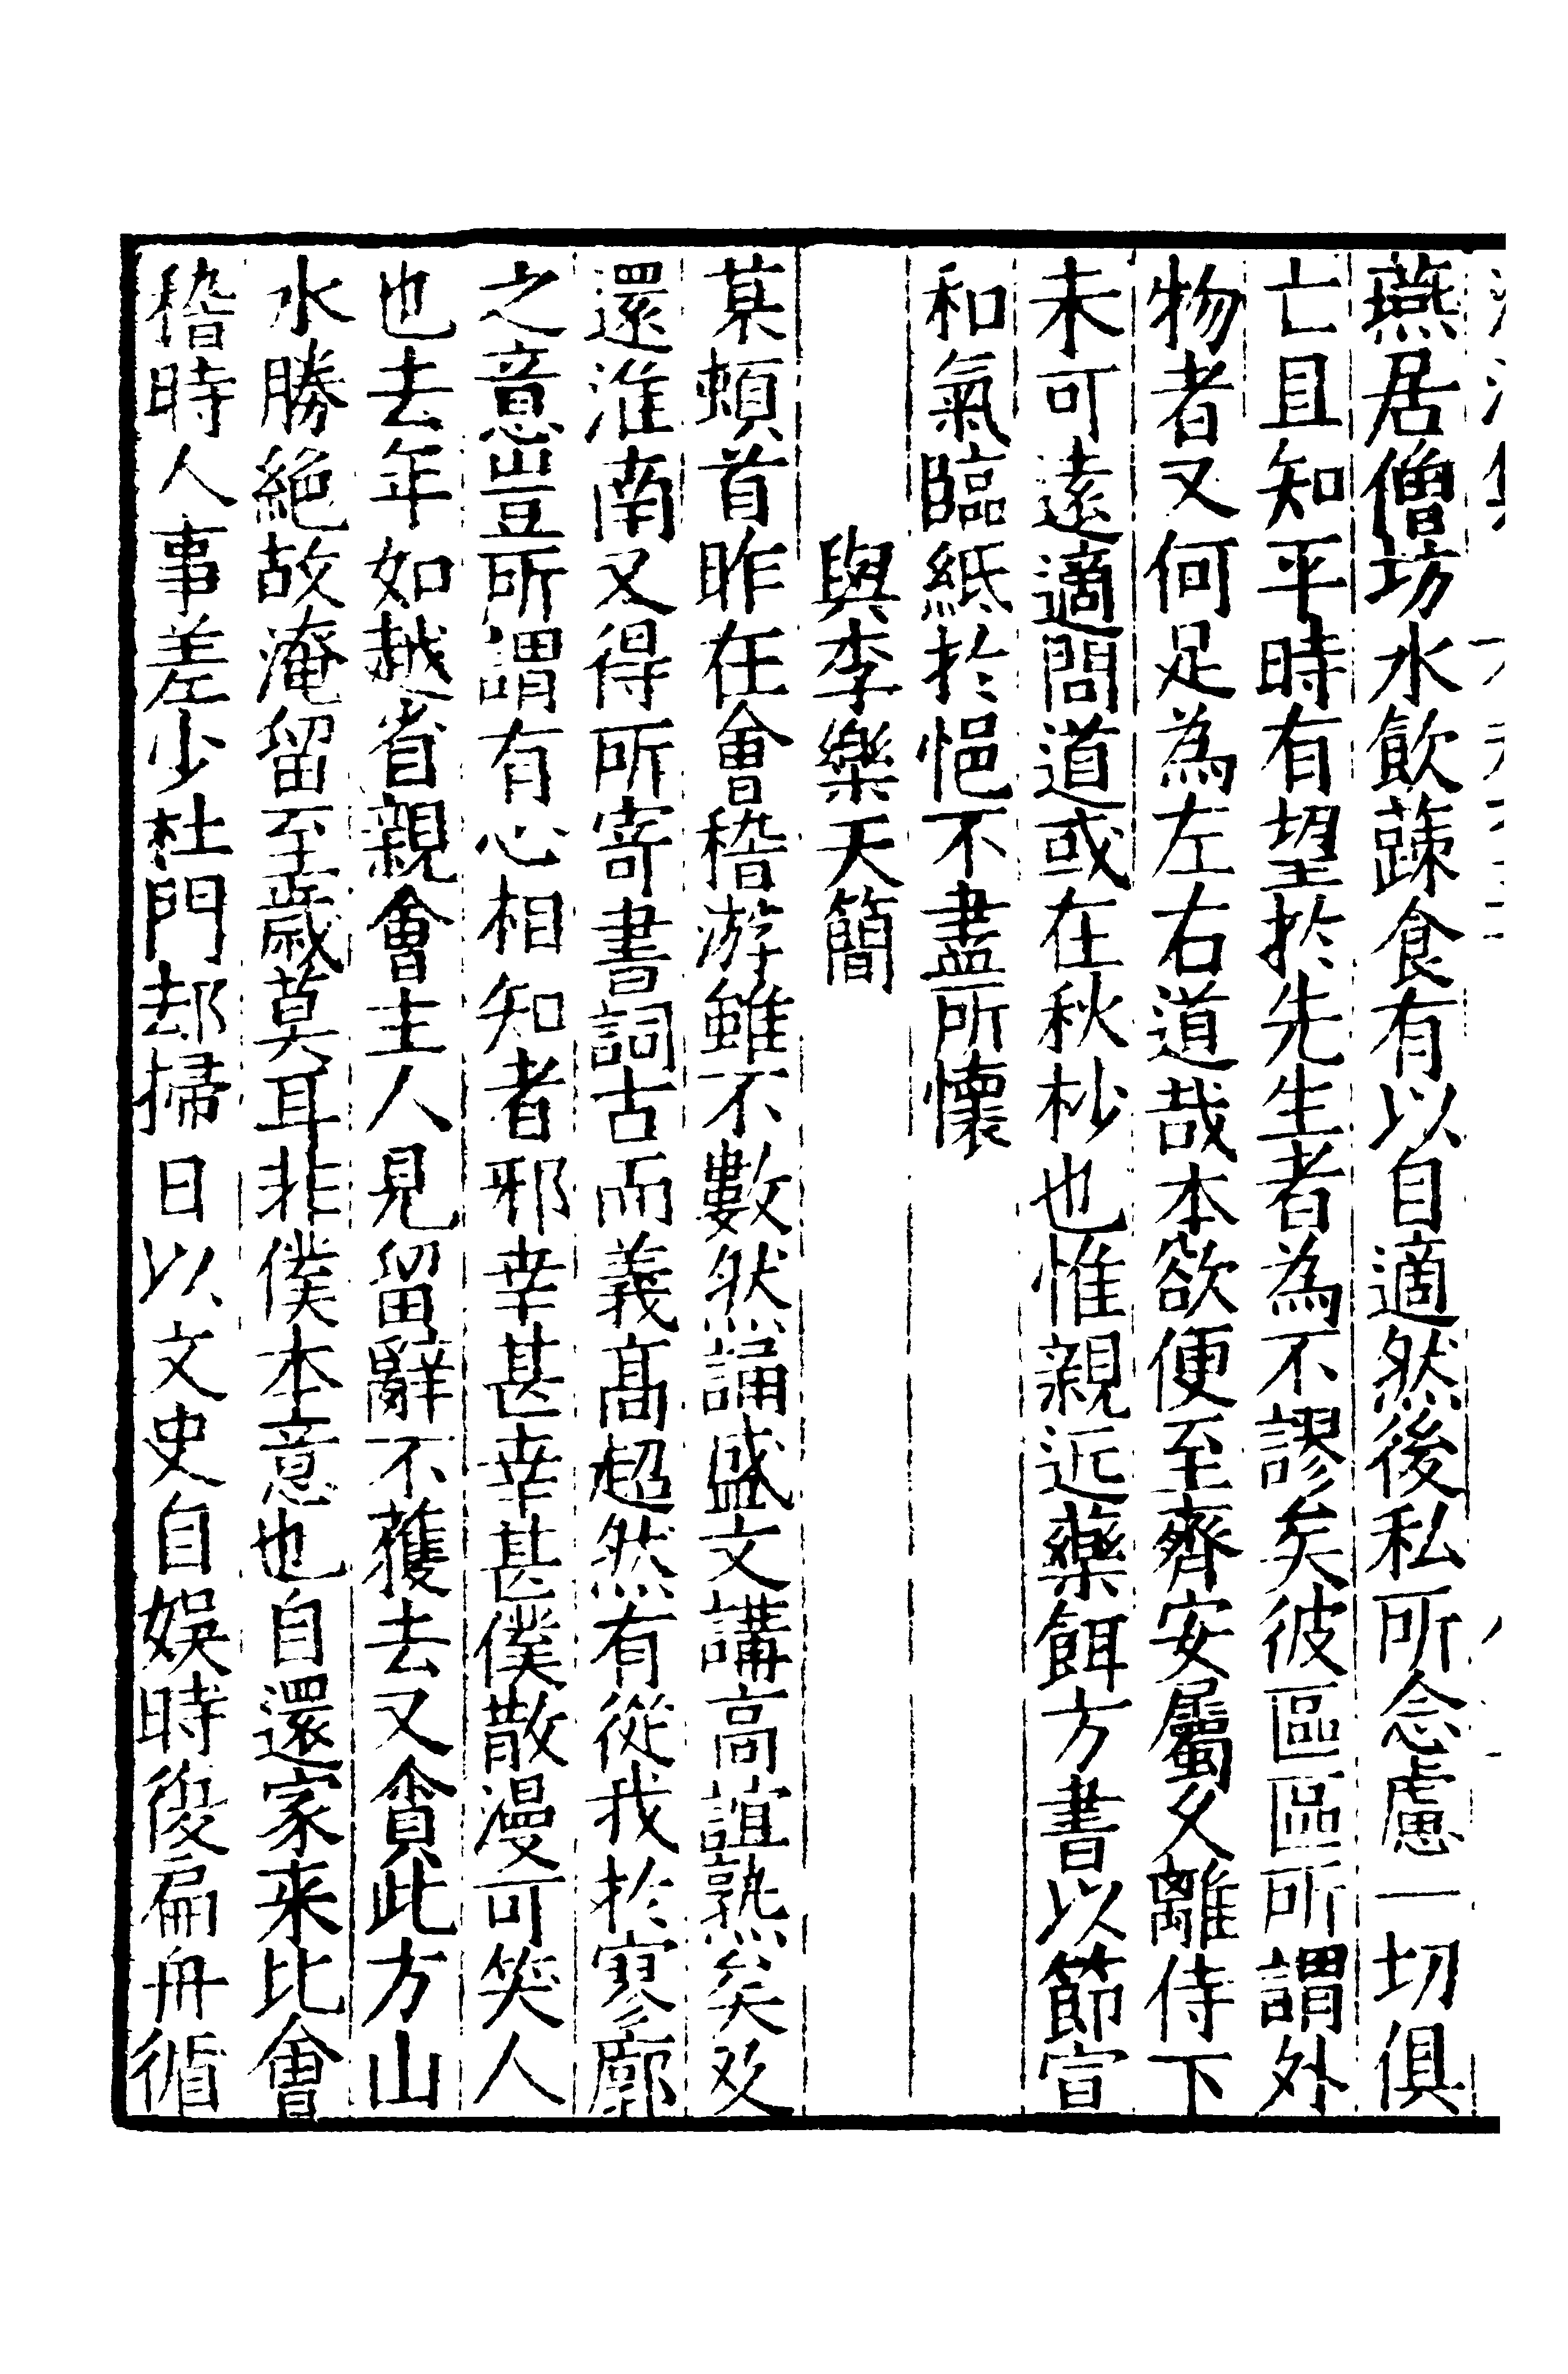 燕居僧坊水飲蔬食有以自適然後私所念慮一切俱
亡且知平時有望於先生者為不謬矣彼區區所謂外
物者又何足為左右道哉本欲便至齊安屬久離侍下
未可遠適問道或在秋杪也惟親近藥餌方書以節宣
和氣臨紙於悒不盡所懷
與李樂天簡
某頓首昨在會稽游雖不數然誦盛文講高誼熟矣及
還淮南又得所寄書詞古而義高超然有從我於寥廓
之意豈所謂有心相知者邪幸甚幸甚僕散漫可笑人
也去年如越省親會主人見留辭不獲去又貪此方山
水勝絶故淹留至歲莫耳非僕本意也自還家来比會
稽時人事差少杜門却掃日以文史自娛時復扁舟循